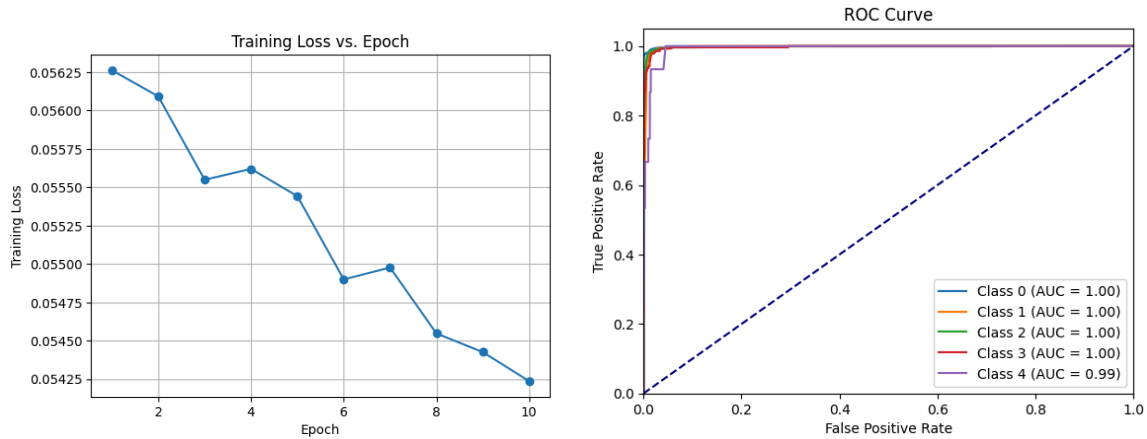 Training Loss vs. Epoch
0.05625
0.05600
0.05575
0.05550
0.05525
0.05500
0.05475
0.05450
0.05425
Training Loss
2 4 6 8 10
Epoch
ROC Curve
1.0
0.8
0.6
0.4
0.2
0.0
True Positive Rate
Class 0 (AUC = 1.00)
Class 1 (AUC = 1.00)
Class 2 (AUC = 1.00)
Class 3 (AUC = 1.00)
Class 4 (AUC = 0.99)
0.0 0.2 0.4 0.6 0.8 1.0
False Positive Rate